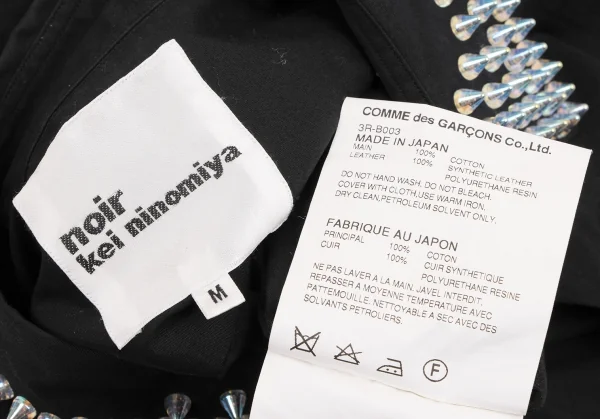 noir
kei ninomiya
M
COMME des GARÇONS Co.,Ltd.
3R-B003
MADE IN JAPAN
MAIN 100% COTTON
LEATHER 100% SYNTHETIC LEATHER
POLYURETHANE RESIN
DO NOT HAND WASH. DO NOT BLEACH.
COVER WITH CLOTH,USE WARM IRON,
DRY CLEAN,PETROLEUM SOLVENT ONLY.
FABRIQUE AU JAPON
PRINCIPAL 100% COTON
CUIR 100% CUIR SYNTHETIQUE
POLYURETHANE RESINE
NE PAS LAVER A LA MAIN. JAVEL INTERDIT.
REPASSER A MOYENNE TEMPERATURE AVEC
PATTEMOUILLE. NETTOYABLE A SEC AVEC DES
SOLVANTS PETROLIERS.
F